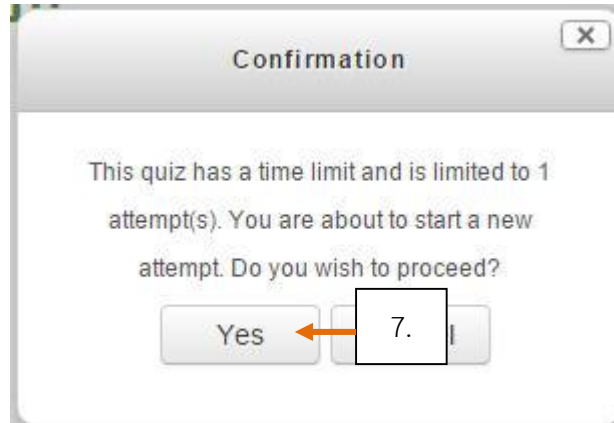 Confirmation
This quiz has a time limit and is limited to 1
attempt(s). You are about to start a new
attempt. Do you wish to proceed?
Yes
7.